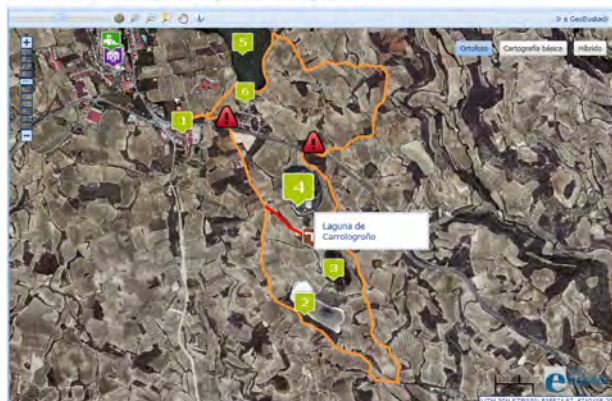 Ir a GeoEuskadi
Ortofoto
Cartografía básica
Híbrido
5
6
1
4
Laguna de
Carrologroño
3
2
e